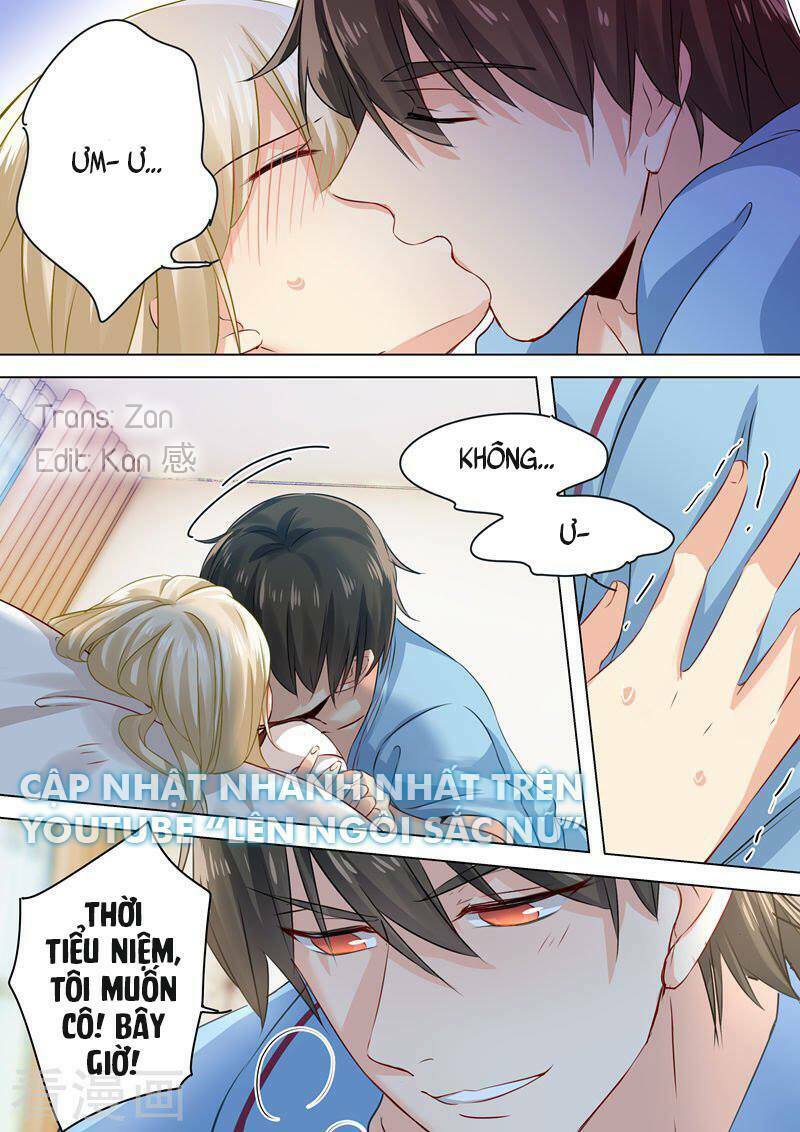 ƯM- Ư...
Trans: Zan
Edit: Kan 感
KHÔNG...
Ư-
CẬP NHẬT NHANH NHẤT TRÊN
YOUTUBE "LÊN NGÔI SẮC NỮ"
THỜI
TIỂU NIỆM,
TÔI MUỐN
CÔ! BÂY
GIỜ!
看漫画